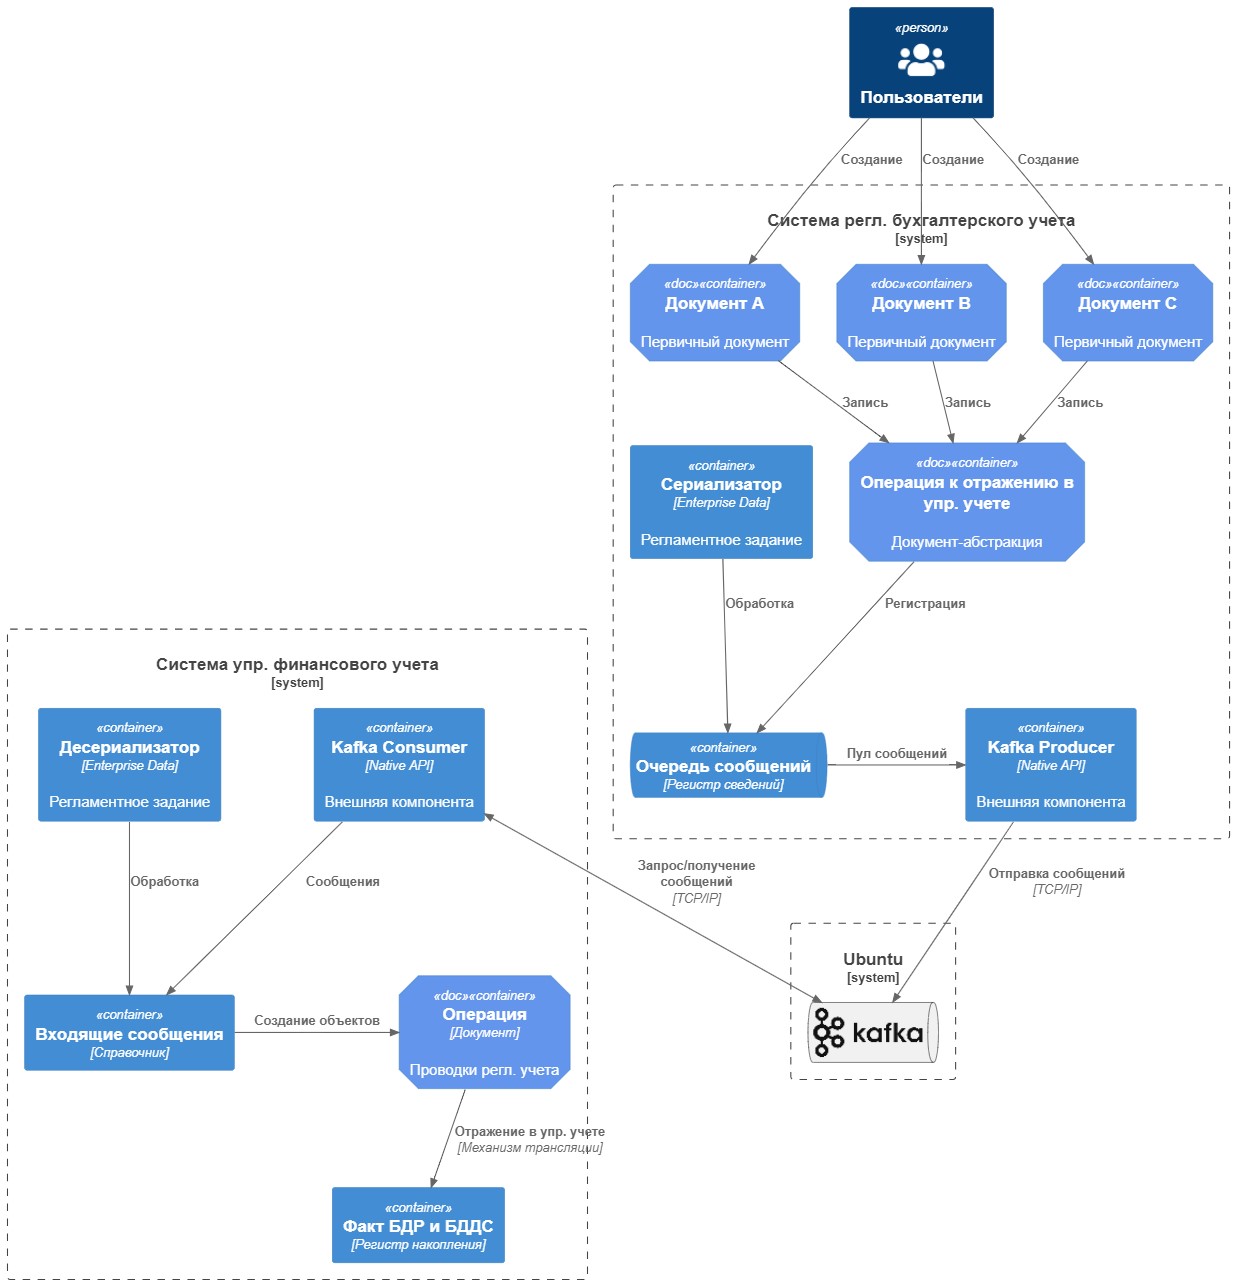 «person»
Пользователи
Создание
Создание
Создание
Система регл. бухгалтерского учета
[system]
«doc»«container»
Документ A
Первичный документ
«doc»«container»
Документ B
Первичный документ
«doc»«container»
Документ C
Первичный документ
Запись
Запись
Запись
«container»
Сериализатор
[Enterprise Data]
Регламентное задание
«doc»«container»
Операция к отражению в
упр. учете
Документ-абстракция
Обработка
Регистрация
«container»
Очередь сообщений
[Регистр сведений]
Пул сообщений
«container»
Kafka Producer
[Native API]
Внешняя компонента
Система упр. финансового учета
[system]
«container»
Десериализатор
[Enterprise Data]
Регламентное задание
«container»
Kafka Consumer
[Native API]
Внешняя компонента
Обработка
Сообщения
Запрос/получение
сообщений
[TCP/IP]
Отправка сообщений
[TCP/IP]
Ubuntu
[system]
kafka
«container»
Входящие сообщения
[Справочник]
Создание объектов
«doc»«container»
Операция
[Документ]
Проводки регл. учета
Отражение в упр. учете
[Механизм трансляции]
«container»
Факт БДР и БДДС
[Регистр накопления]